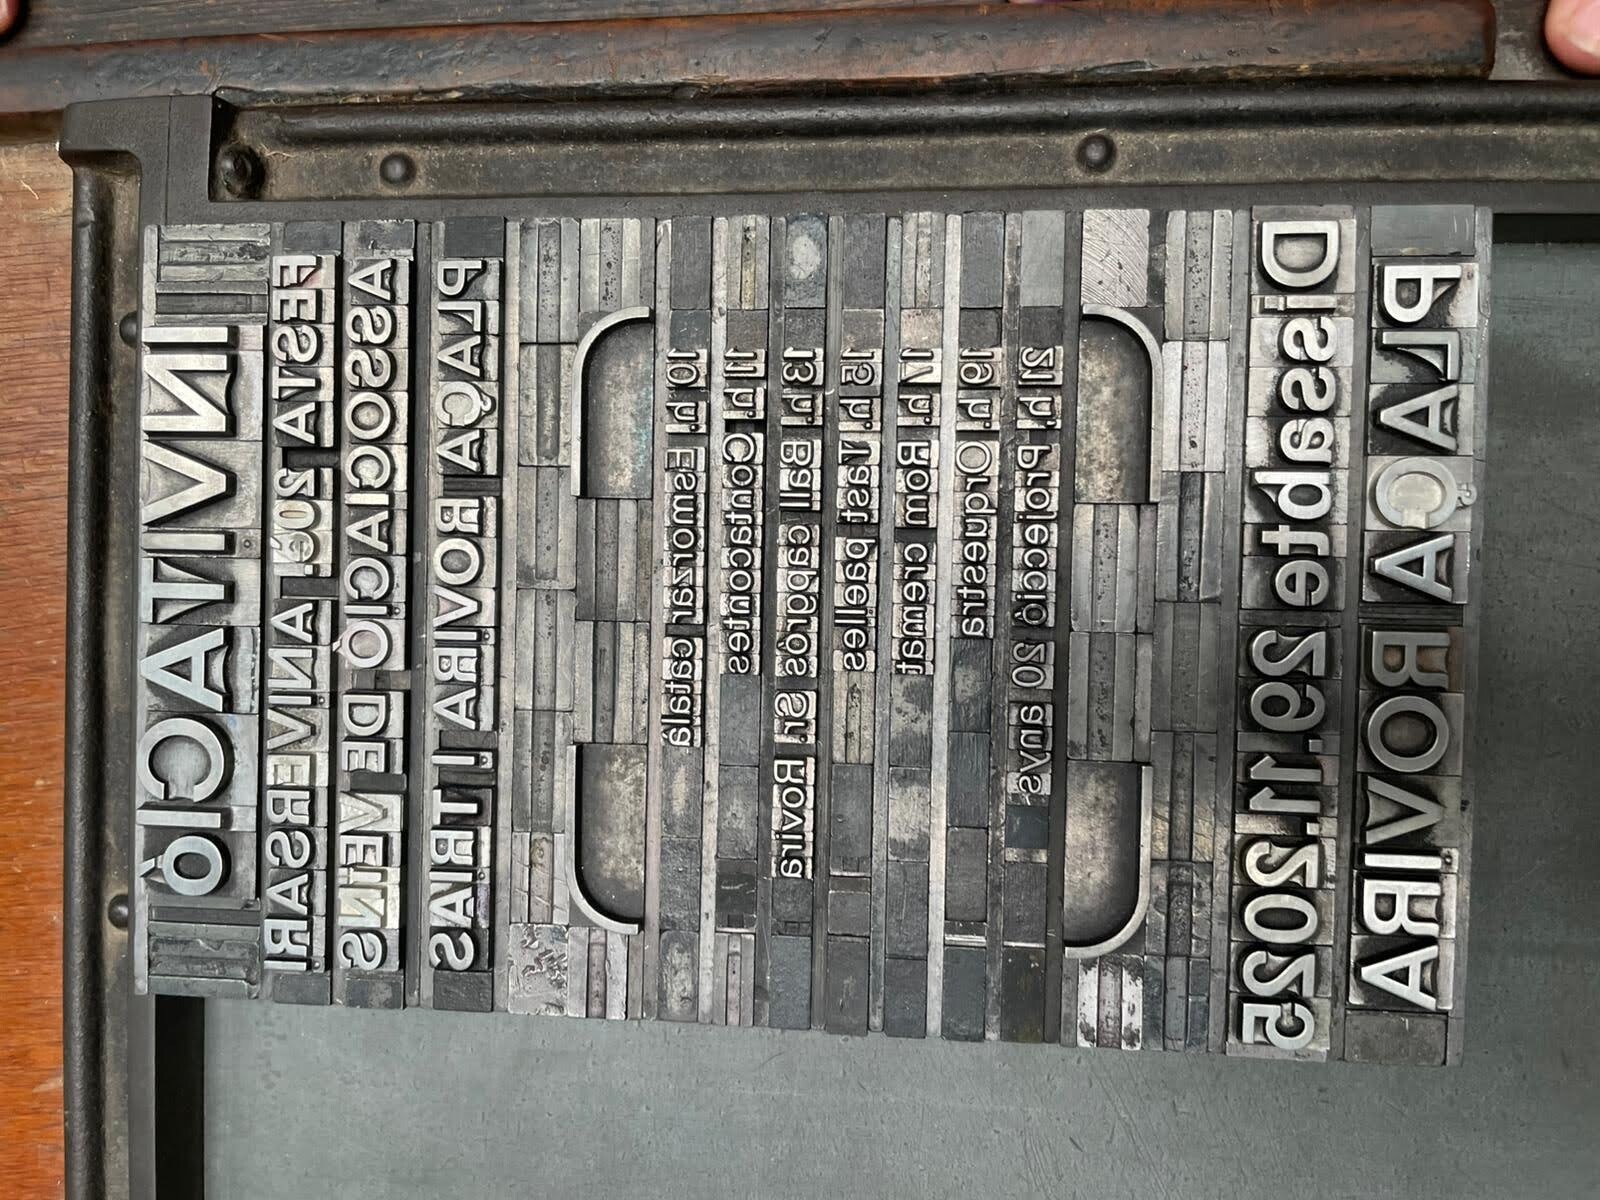 INVITACIÓ
FESTA 20è. ANIVERSARI
ASSOCIACIÓ DE VEÏNS
PLAÇA ROVIRA I TRIAS
10 h. Esmorzar català
11 h. Contacontes
13 h. Ball capgròs Sr. Rovira
15 h. Tast paelles
17 h. Rom cremat
19 h. Orquestra
21 h. Projecció 20 anys
Dissabte 29.11.2025
PLAÇA ROVIRA